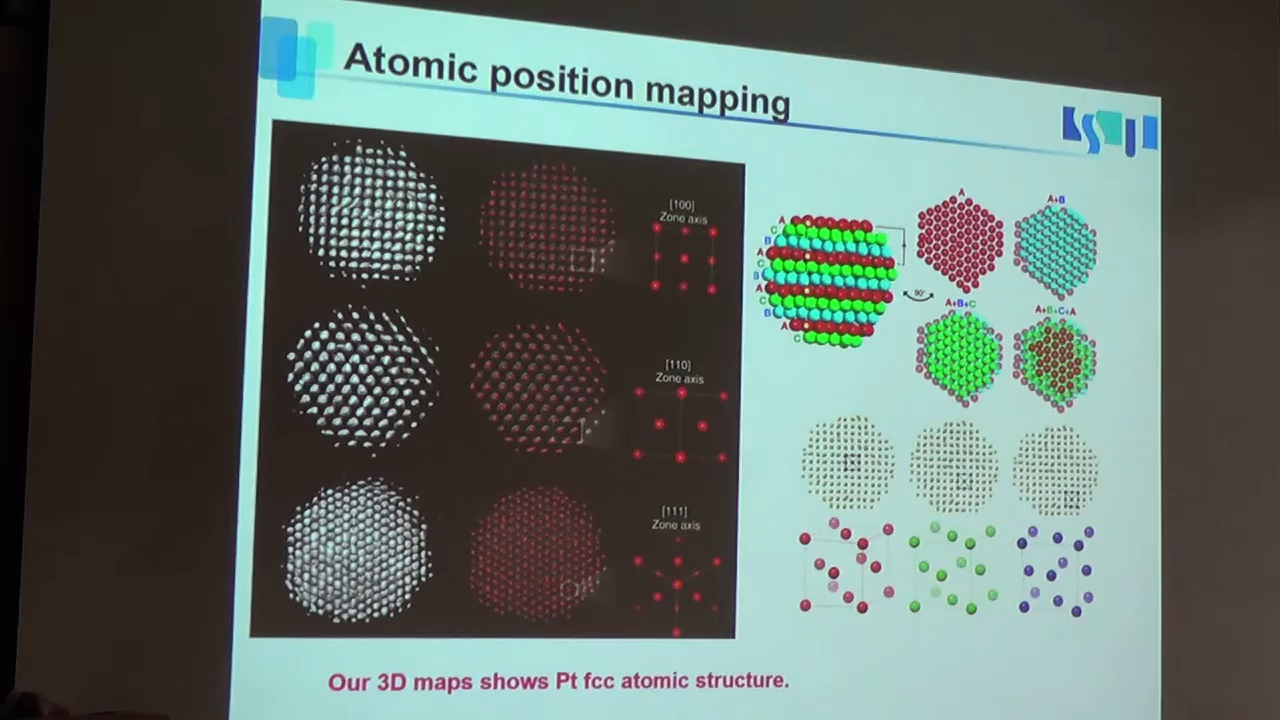 Atomic position mapping
[100]
Zone axis
[110]
Zone axis
[111]
Zone axis
A
C
B
A
C
B
A
C
B
A
C
90°
A
A+B
A+B+C
A+B+C+A
Our 3D maps shows Pt fcc atomic structure.